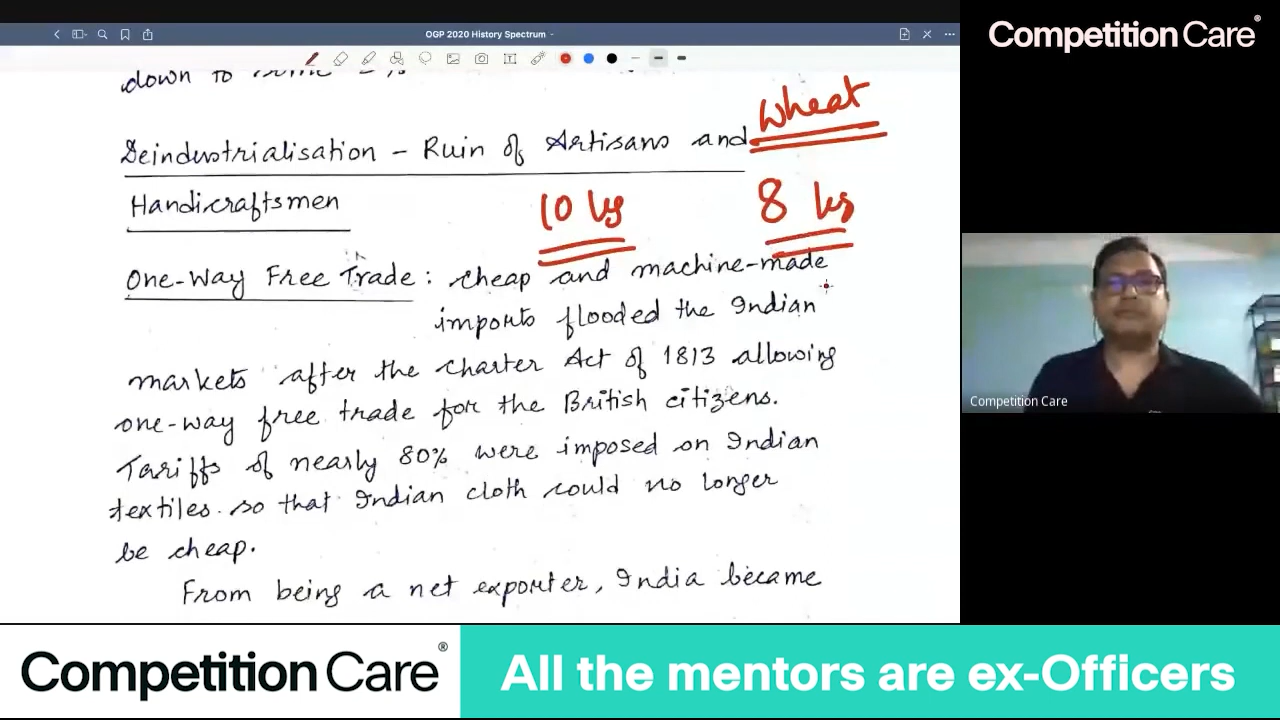 OGP 2020 History Spectrum
Competition Care®
down to some
Wheat
Deindustrialisation – Ruin of Artisans and
Handicraftsmen
10 kg
8 kg
One-Way Free Trade : cheap and machine-made
imports flooded the Indian
markets after the Charter Act of 1813 allowing
one-way free trade for the British citizens.
Tariffs of nearly 80% were imposed on Indian
textiles so that Indian cloth could no longer
be cheap.
From being a net exporter, India became
Competition Care
Competition Care®
All the mentors are ex-Officers